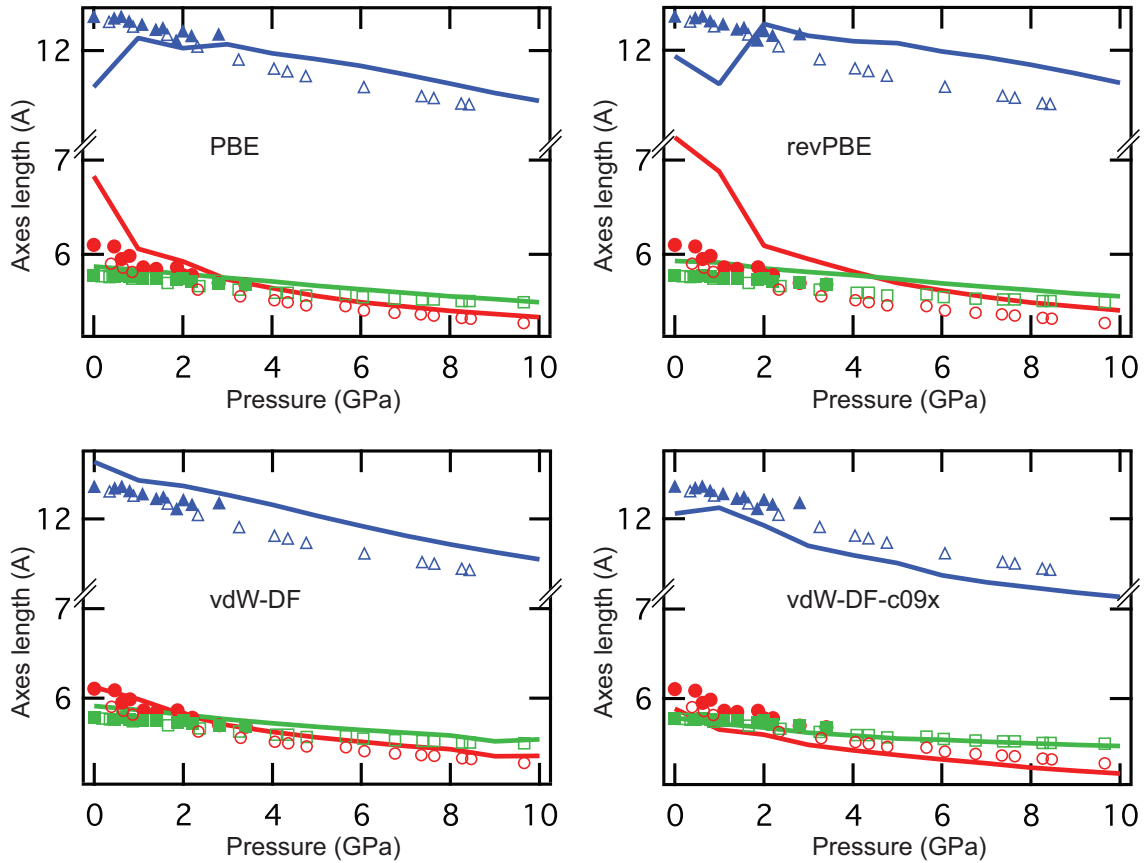 12
PBE
7
Axes length (A)
6
0 2 4 6 8 10
Pressure (GPa)
12
revPBE
7
Axes length (A)
6
0 2 4 6 8 10
Pressure (GPa)
12
vdW-DF
7
Axes length (A)
6
0 2 4 6 8 10
Pressure (GPa)
12
vdW-DF-c09x
7
Axes length (A)
6
0 2 4 6 8 10
Pressure (GPa)